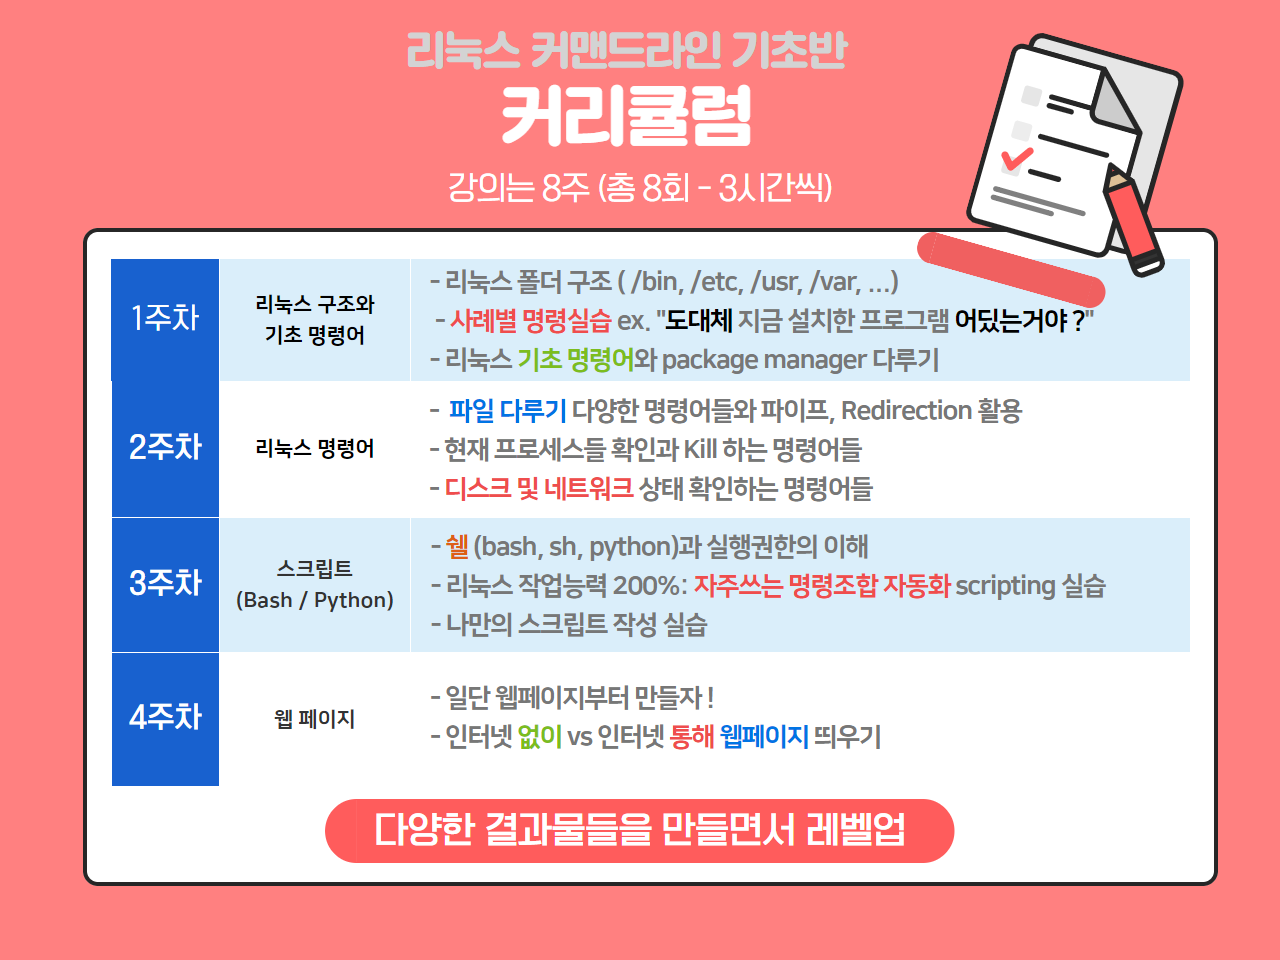 리눅스 커맨드라인 기초반
커리큘럼
강의는 8주 (총 8회 - 3시간씩)
1주차
리눅스 구조와
기초 명령어
- 리눅스 폴더 구조 ( /bin, /etc, /usr, /var, ...)
- 사례별 명령실습 ex. "도대체 지금 설치한 프로그램 어딨는거야 ?"
- 리눅스 기초 명령어와 package manager 다루기
2주차
리눅스 명령어
- 파일 다루기 다양한 명령어들와 파이프, Redirection 활용
- 현재 프로세스들 확인과 Kill 하는 명령어들
- 디스크 및 네트워크 상태 확인하는 명령어들
3주차
스크립트
(Bash / Python)
- 쉘 (bash, sh, python)과 실행권한의 이해
- 리눅스 작업능력 200%: 자주쓰는 명령조합 자동화 scripting 실습
- 나만의 스크립트 작성 실습
4주차
웹 페이지
- 일단 웹페이지부터 만들자 !
- 인터넷 없이 vs 인터넷 통해 웹페이지 띄우기
다양한 결과물들을 만들면서 레벨업